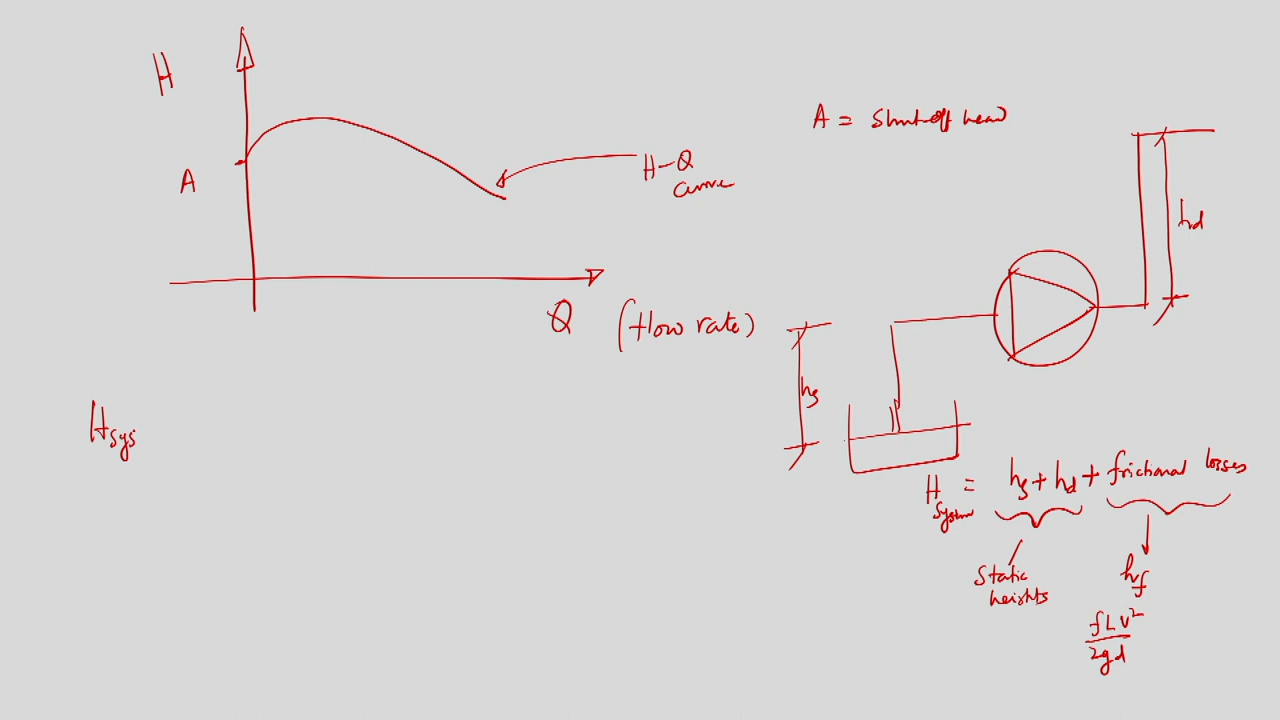 H
A = Shutoff head
A
H-Q
Curve
hd
Q (flow rate)
hs
Hsys
H system = hs + hd + frictional losses
Static
heights
hf
fLv²
2gd